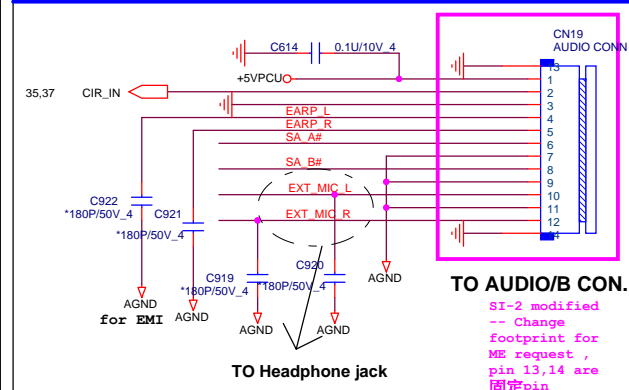 CN19
AUDIO CONN
C614
0.1U/10V_4
+5VPCU
13
35,37
CIR_IN
1
2
3
EARP_L
4
EARP_R
5
SA_A#
6
7
SA_B#
8
9
EXT_MIC_L
10
11
EXT_MIC_R
12
14
C922
*180P/50V_4
C921
*180P/50V_4
C919
*180P/50V_4
C920
*180P/50V_4
AGND
AGND
AGND
AGND
AGND
for EMI
TO Headphone jack
TO AUDIO/B CON.
SI-2 modified
-- Change
footprint for
ME request ,
pin 13,14 are
固定pin